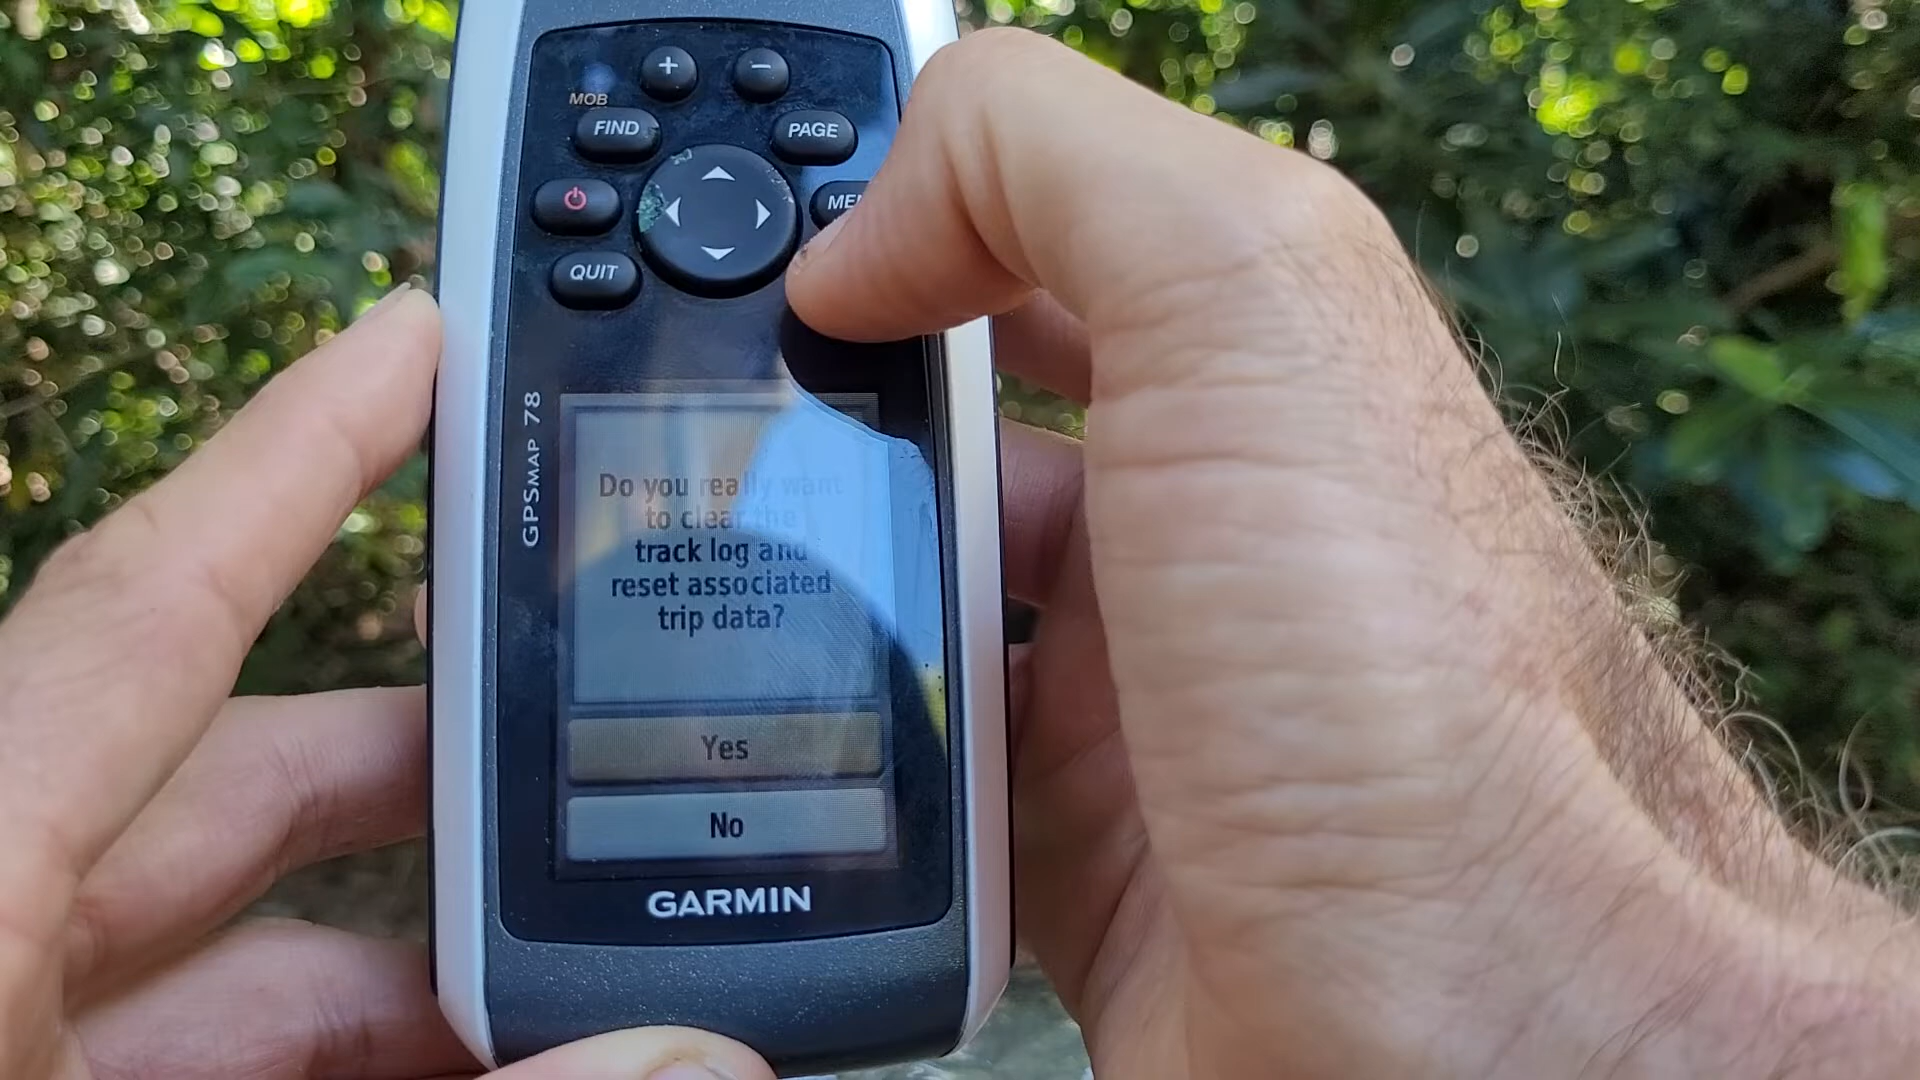 +
−
MOB
FIND
PAGE
MEN
QUIT
GPSMAP 78
Do you really want
to clear the
track log and
reset associated
trip data?
Yes
No
GARMIN